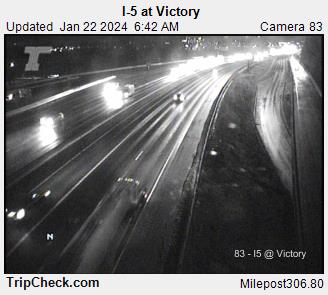 I-5 at Victory
Updated Jan 22 2024 6:42 AM Camera 83
T
N
83 - I5 @ Victory
TripCheck.com Milepost306.80